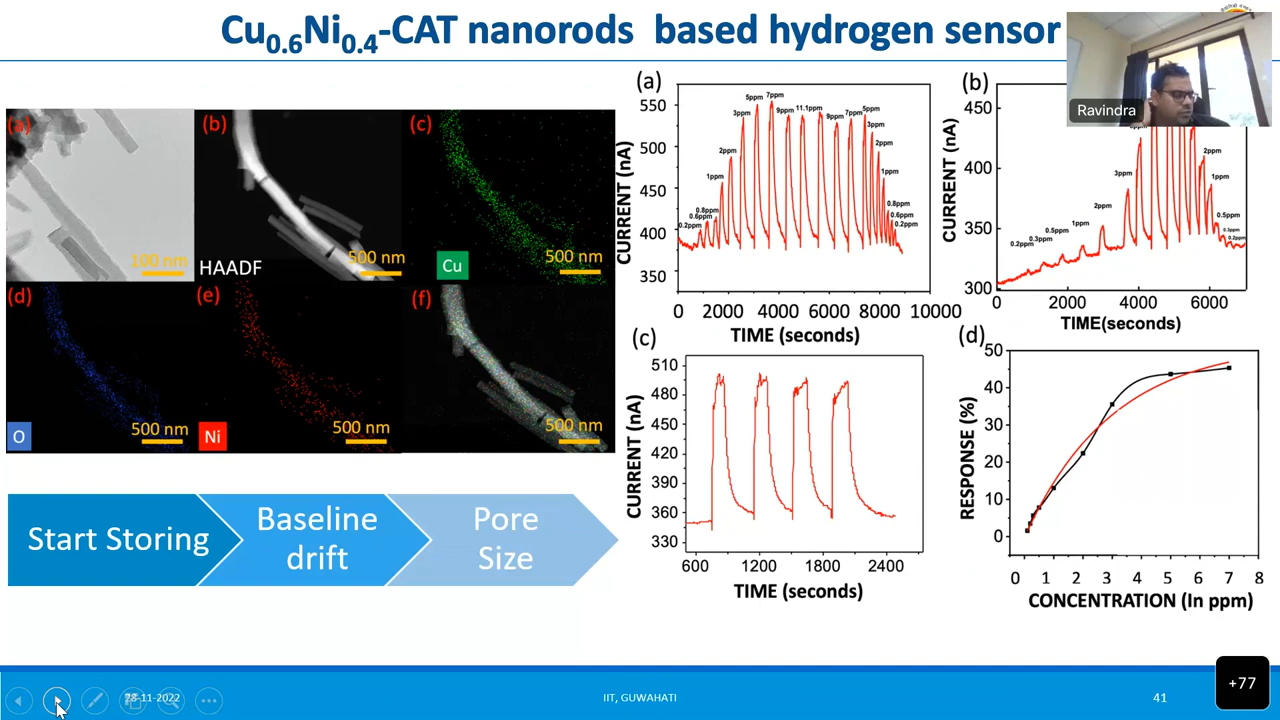 Cu0.6Ni0.4-CAT nanorods based hydrogen sensor
Ravindra
(a)
(b)
(c)
100 nm
HAADF
500 nm
Cu
500 nm
(d)
(e)
(f)
O
500 nm
Ni
500 nm
500 nm
Start Storing
Baseline
drift
Pore
Size
(a)
CURRENT (nA)
550
500
450
400
350
0.2ppm
0.6ppm
0.8ppm
1ppm
2ppm
3ppm
5ppm
7ppm
9ppm
11.1ppm
9ppm
7ppm
5ppm
3ppm
2ppm
1ppm
0.8ppm
0.6ppm
0.2ppm
0 2000 4000 6000 8000 10000
TIME (seconds)
(b)
CURRENT (nA)
450
400
350
300
0.2ppm
0.3ppm
0.5ppm
1ppm
2ppm
3ppm
2ppm
1ppm
0.5ppm
0.2ppm
0 2000 4000 6000
TIME(seconds)
(c)
CURRENT (nA)
510
480
450
420
390
360
330
600 1200 1800 2400
TIME (seconds)
(d)
RESPONSE (%)
50
40
30
20
10
0
0 1 2 3 4 5 6 7 8
CONCENTRATION (In ppm)
28-11-2022
IIT, GUWAHATI
41
+77